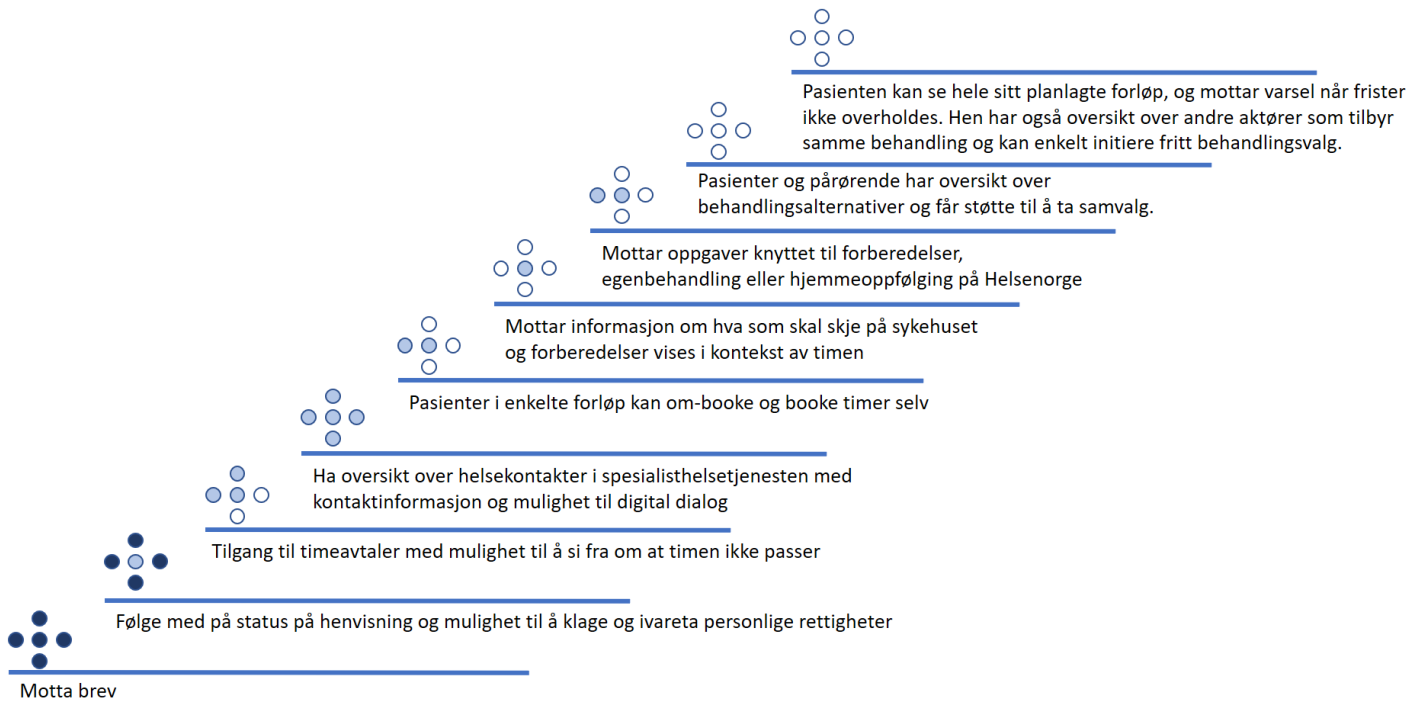 Pasienten kan se hele sitt planlagte forløp, og mottar varsel når frister
ikke overholdes. Hen har også oversikt over andre aktører som tilbyr
samme behandling og kan enkelt initiere fritt behandlingsvalg.
Pasienter og pårørende har oversikt over
behandlingsalternativer og får støtte til å ta samvalg.
Mottar oppgaver knyttet til forberedelser,
egenbehandling eller hjemmeoppfølging på Helsenorge
Mottar informasjon om hva som skal skje på sykehuset
og forberedelser vises i kontekst av timen
Pasienter i enkelte forløp kan om-booke og booke timer selv
Ha oversikt over helsekontakter i spesialisthelsetjenesten med
kontaktinformasjon og mulighet til digital dialog
Tilgang til timeavtaler med mulighet til å si fra om at timen ikke passer
Følge med på status på henvisning og mulighet til å klage og ivareta personlige rettigheter
Motta brev